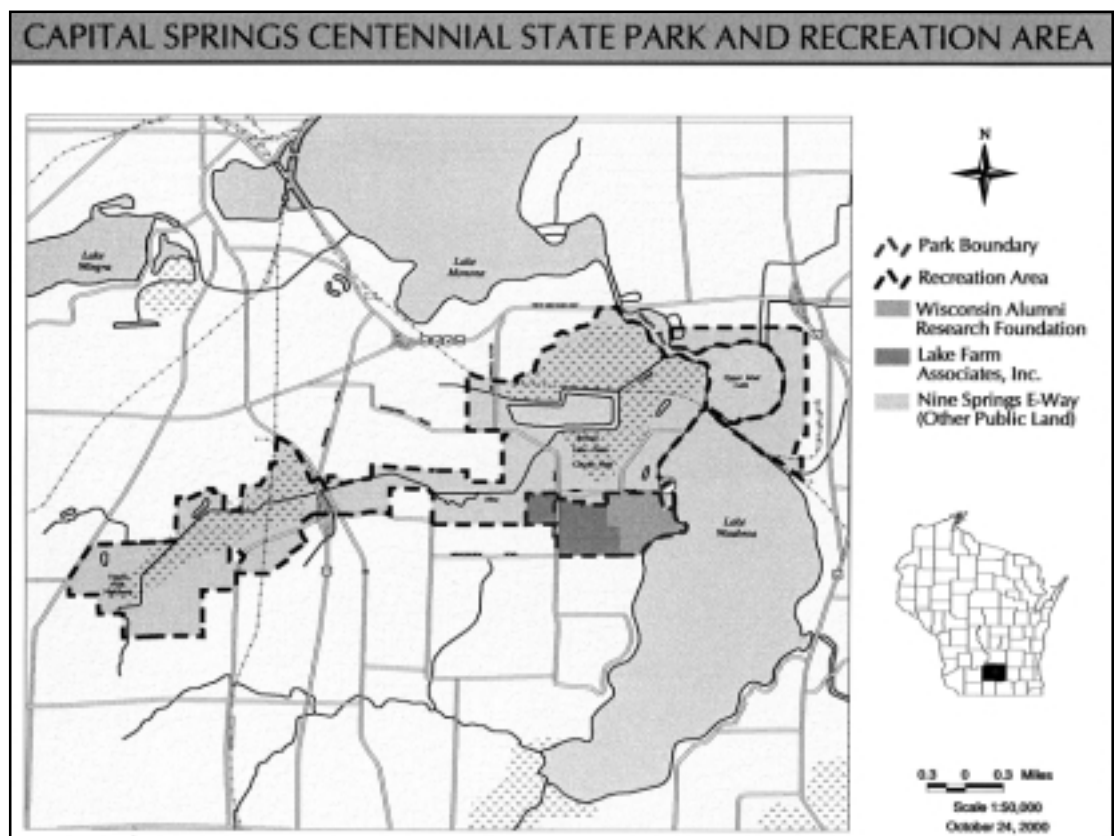 CAPITAL SPRINGS CENTENNIAL STATE PARK AND RECREATION AREA
N
Park Boundary
Recreation Area
Wisconsin Alumni
Research Foundation
Lake Farm
Associates, Inc.
Nine Springs E-Way
(Other Public Land)
Lake
Wingra
Lake
Monona
Lake
Waubesa
0.3 0 0.3 Miles
Scale 1:50,000
October 24, 2000